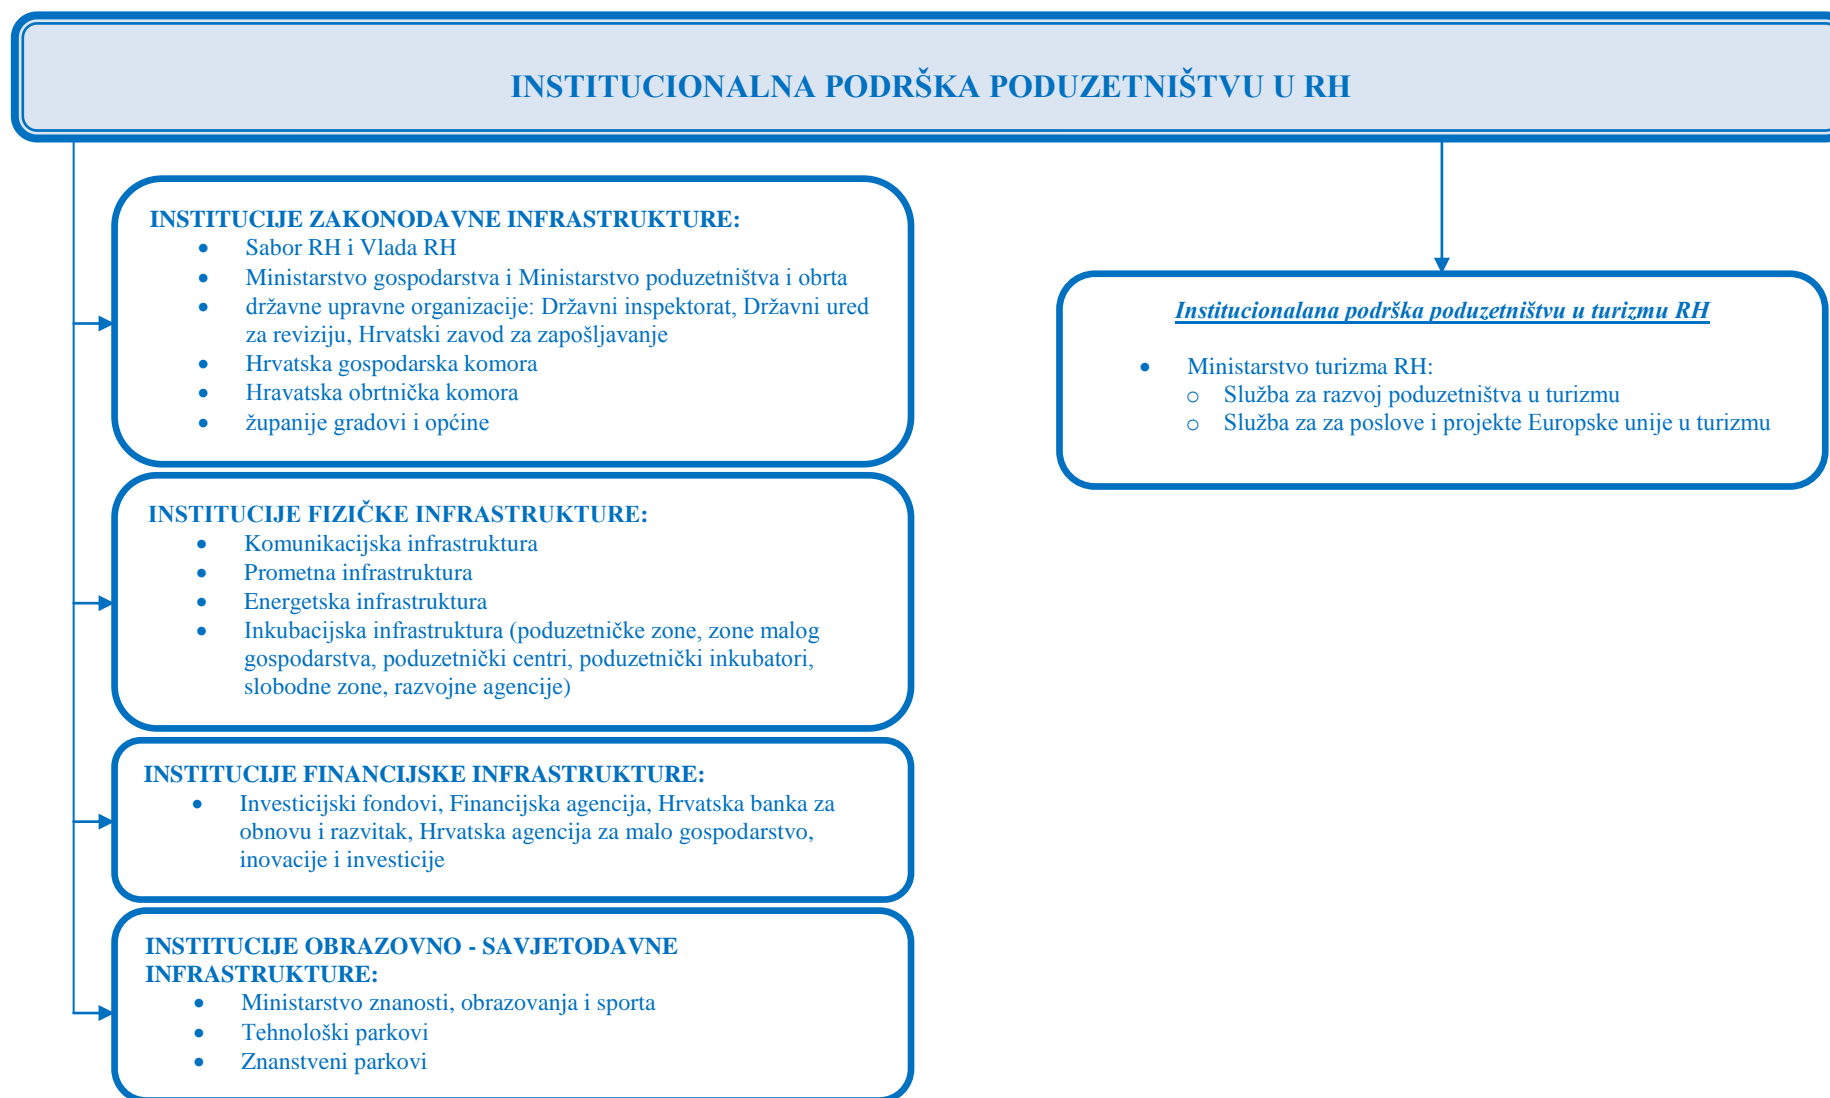 INSTITUCIONALNA PODRŠKA PODUZETNIŠTVU U RH
INSTITUCIJE ZAKONODAVNE INFRASTRUKTURE:
• Sabor RH i Vlada RH
• Ministarstvo gospodarstva i Ministarstvo poduzetništva i obrta
• državne upravne organizacije: Državni inspektorat, Državni ured
za reviziju, Hrvatski zavod za zapošljavanje
• Hrvatska gospodarska komora
• Hravatska obrtnička komora
• županije gradovi i općine
INSTITUCIJE FIZIČKE INFRASTRUKTURE:
• Komunikacijska infrastruktura
• Prometna infrastruktura
• Energetska infrastruktura
• Inkubacijska infrastruktura (poduzetničke zone, zone malog
gospodarstva, poduzetnički centri, poduzetnički inkubatori,
slobodne zone, razvojne agencije)
INSTITUCIJE FINANCIJSKE INFRASTRUKTURE:
• Investicijski fondovi, Financijska agencija, Hrvatska banka za
obnovu i razvitak, Hrvatska agencija za malo gospodarstvo,
inovacije i investicije
INSTITUCIJE OBRAZOVNO - SAVJETODAVNE
INFRASTRUKTURE:
• Ministarstvo znanosti, obrazovanja i sporta
• Tehnološki parkovi
• Znanstveni parkovi
Institucionalana podrška poduzetništvu u turizmu RH
• Ministarstvo turizma RH:
o Služba za razvoj poduzetništva u turizmu
o Služba za za poslove i projekte Europske unije u turizmu